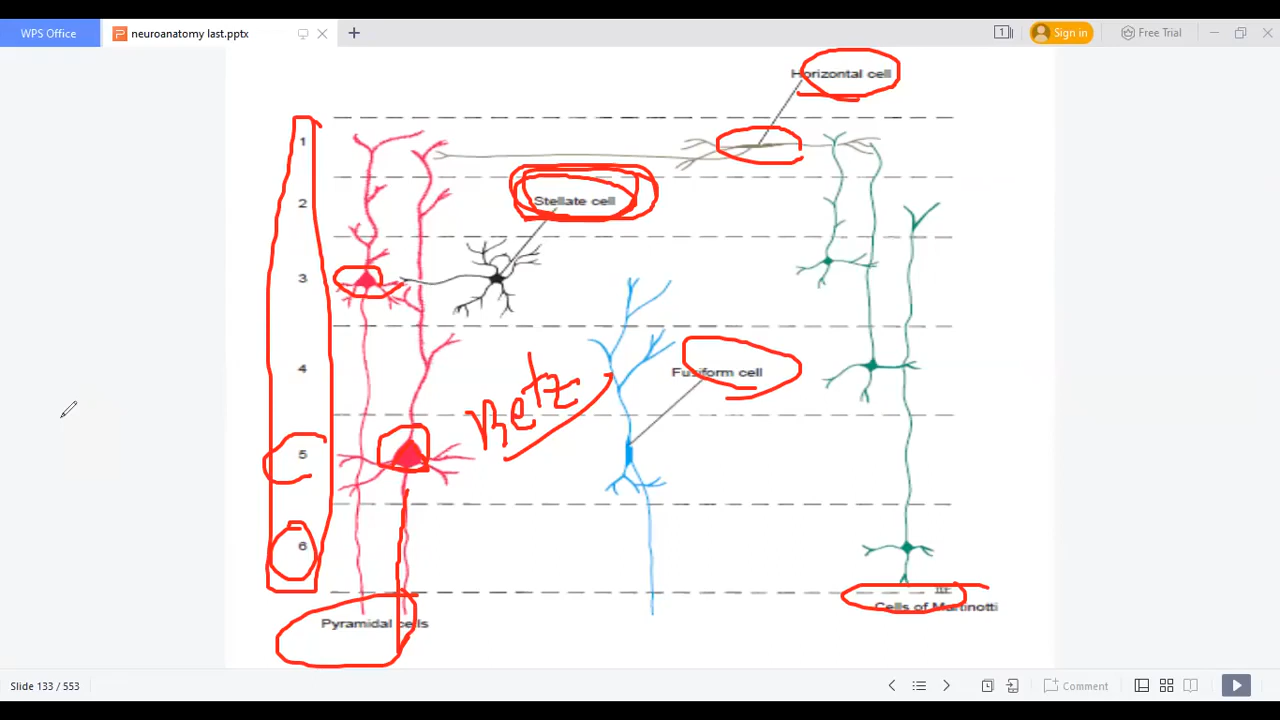 WPS Office
neuroanatomy last.pptx
1
Sign in
Free Trial
Horizontal cell
1
2
Stellate cell
3
4
Fusiform cell
Betz
5
6
Cells of Martinotti
Pyramidal cells
Slide 133 / 553
Comment